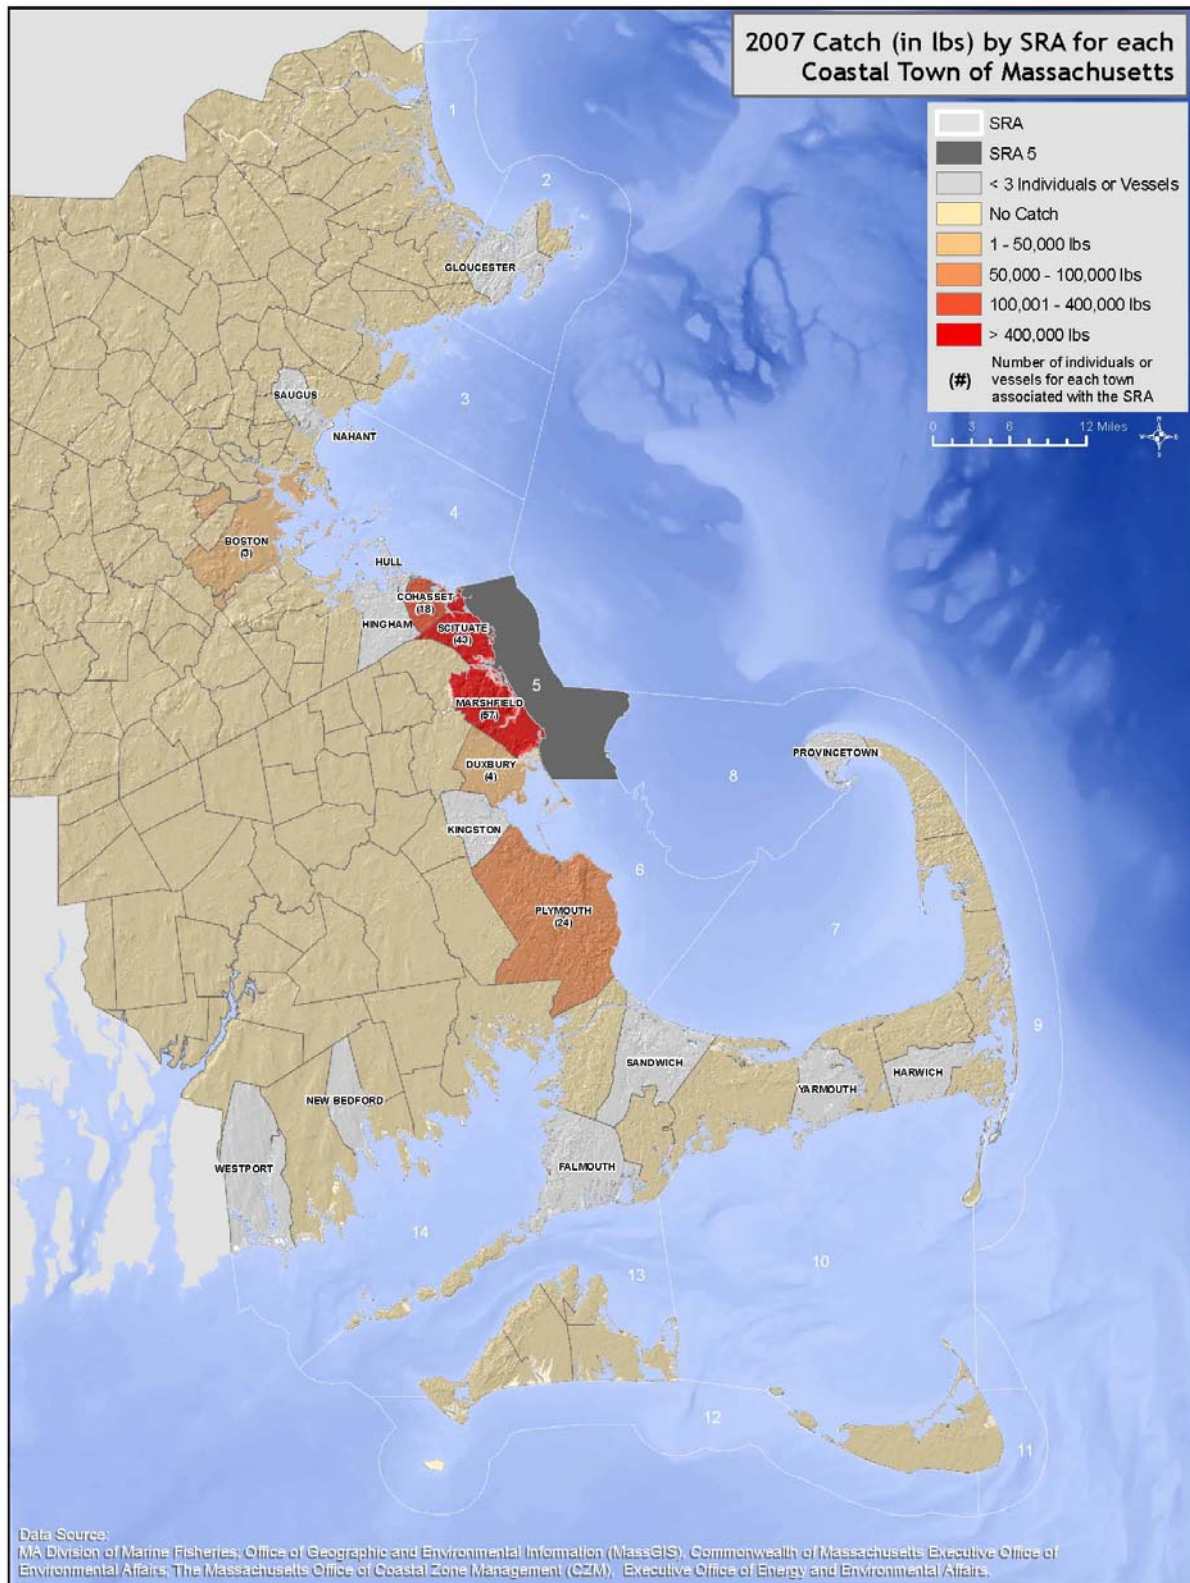 2007 Catch (in lbs) by SRA for each
Coastal Town of Massachusetts
SRA
SRA 5
< 3 Individuals or Vessels
No Catch
1 - 50,000 lbs
50,000 - 100,000 lbs
100,001 - 400,000 lbs
> 400,000 lbs
(#)
Number of individuals or
vessels for each town
associated with the SRA
0 3 6 12 Miles
1
2
GLOUCESTER
SAUGUS
3
NAHANT
4
BOSTON
(3)
HULL
COHASSET
(18)
HINGHAM
SCITUATE
(43)
5
MARSHFIELD
(57)
PROVINCETOWN
DUXBURY
(4)
8
KINGSTON
6
PLYMOUTH
(24)
7
9
SANDWICH
YARMOUTH
HARWICH
NEW BEDFORD
WESTPORT
FALMOUTH
14
13
10
12
11
Data Source:
MA Division of Marine Fisheries, Office of Geographic and Environmental Information (MassGIS), Commonwealth of Massachusetts Executive Office of
Environmental Affairs, The Massachusetts Office of Coastal Zone Management (CZM), Executive Office of Energy and Environmental Affairs.